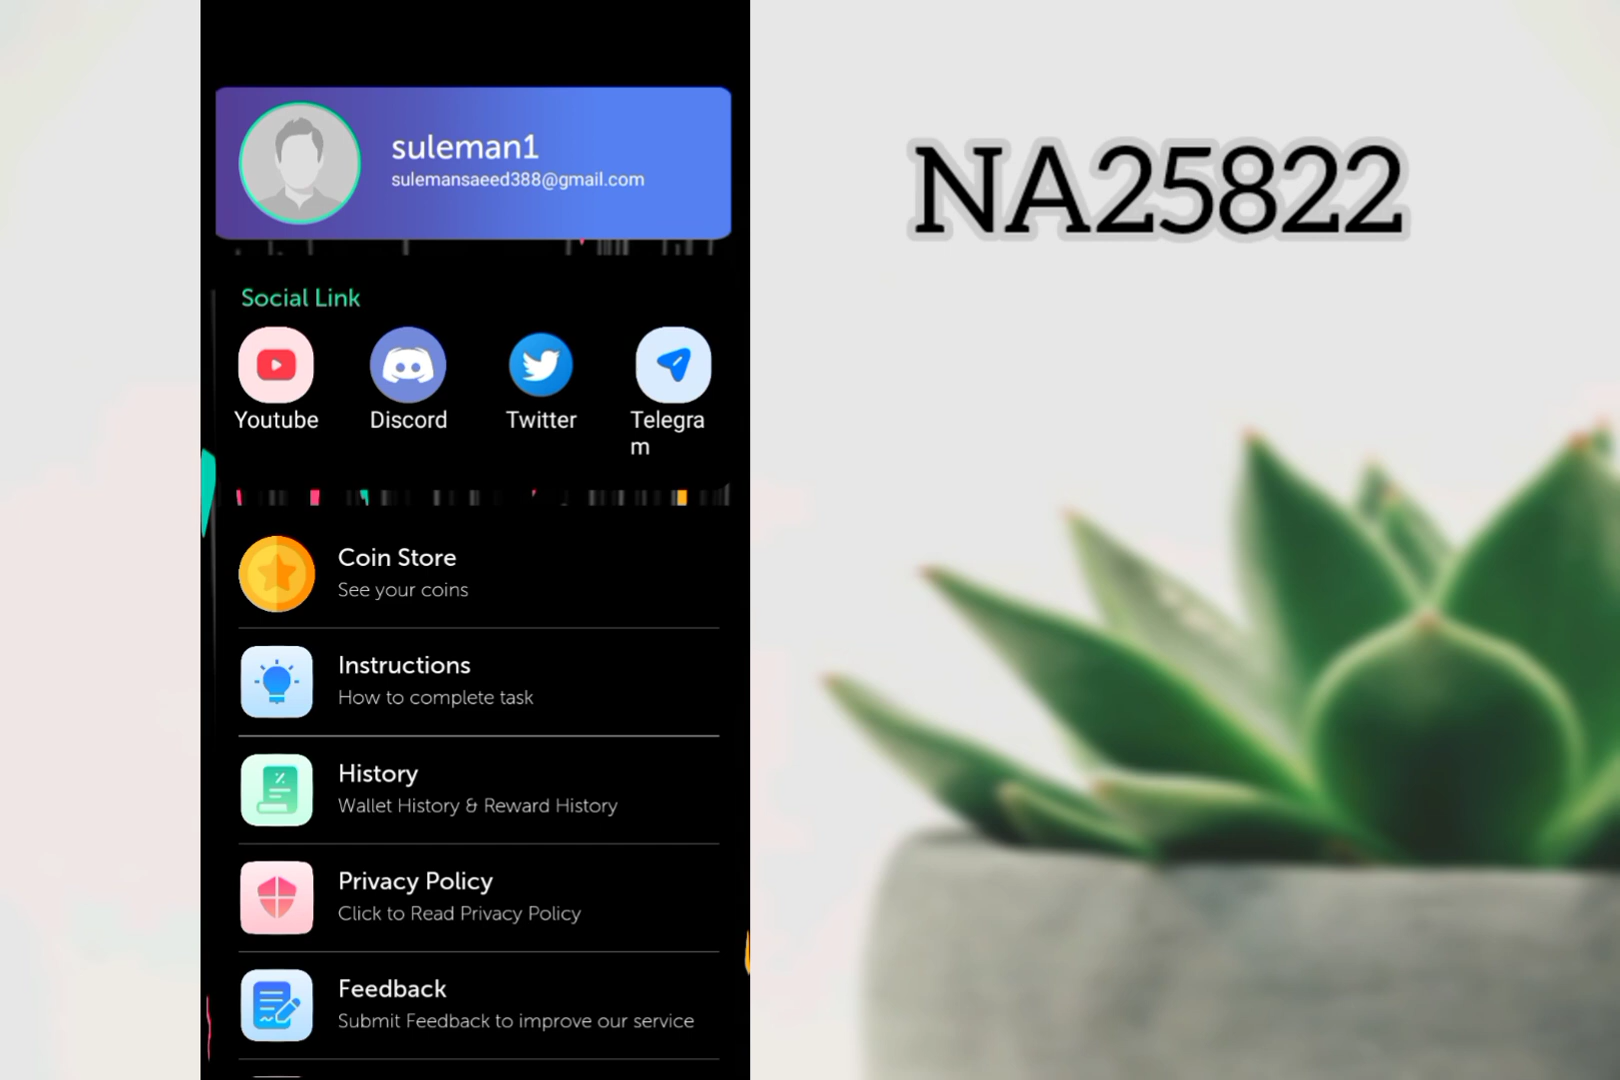 suleman1
sulemansaeed388@gmail.com
Social Link
Youtube
Discord
Twitter
Telegra
m
Coin Store
See your coins
Instructions
How to complete task
History
Wallet History & Reward History
Privacy Policy
Click to Read Privacy Policy
Feedback
Submit Feedback to improve our service
NA25822